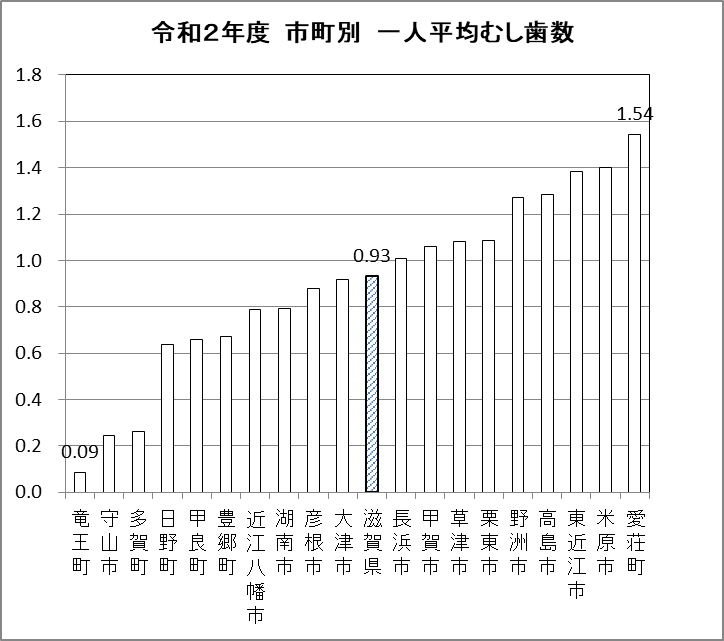 令和２年度 市町別 一人平均むし歯数
1.8
1.6
1.4
1.2
1.0
0.8
0.6
0.4
0.2
0.0
0.09
0.93
1.54
竜王町
守山市
多賀町
日野町
甲良町
豊郷町
近江八幡市
湖南市
彦根市
大津市
滋賀県
長浜市
甲賀市
草津市
栗東市
野洲市
高島市
東近江市
米原市
愛荘町